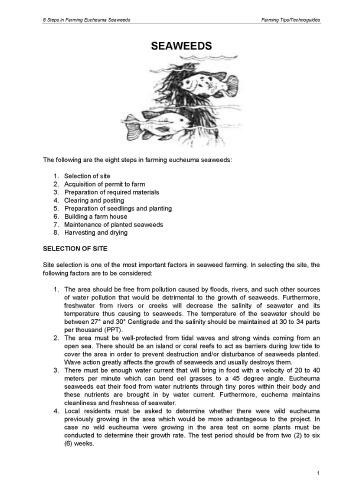 8 Steps in Farming Eucheuma Seaweeds Farming Tips/Technoguides
SEAWEEDS
The following are the eight steps in farming eucheuma seaweeds:
1. Selection of site
2. Acquisition of permit to farm
3. Preparation of required materials
4. Clearing and posting
5. Preparation of seedlings and planting
6. Building a farm house
7. Maintenance of planted seaweeds
8. Harvesting and drying
SELECTION OF SITE
Site selection is one of the most important factors in seaweed farming. In selecting the site, the
following factors are to be considered:
1. The area should be free from pollution caused by floods, rivers, and such other sources
of water pollution that would be detrimental to the growth of seaweeds. Furthermore,
freshwater from rivers or creeks will decrease the salinity of seawater and its
temperature thus causing to seaweeds. The temperature of the seawater should be
between 27° and 30° Centigrade and the salinity should be maintained at 30 to 34 parts
per thousand (PPT).
2. The area must be well-protected from tidal waves and strong winds coming from an
open sea. There should be an island or coral reefs to act as barriers during low tide to
cover the area in order to prevent destruction and/or disturbance of seaweeds planted.
Wave action greatly affects the growth of seaweeds and usually destroys them.
3. There must be enough water current that will bring in food with a velocity of 20 to 40
meters per minute which can bend eel grasses to a 45 degree angle. Eucheuma
seaweeds eat their food from water nutrients through tiny pores within their body and
these nutrients are brought in by water current. Furthermore, euchema maintains
cleanliness and freshness of seawater.
4. Local residents must be asked to determine whether there were wild eucheuma
previously growing in the area which would be more advantageous to the project. In
case no wild eucheuma were growing in the area test on some plants must be
conducted to determine their growth rate. The test period should be from two (2) to six
(6) weeks.
1